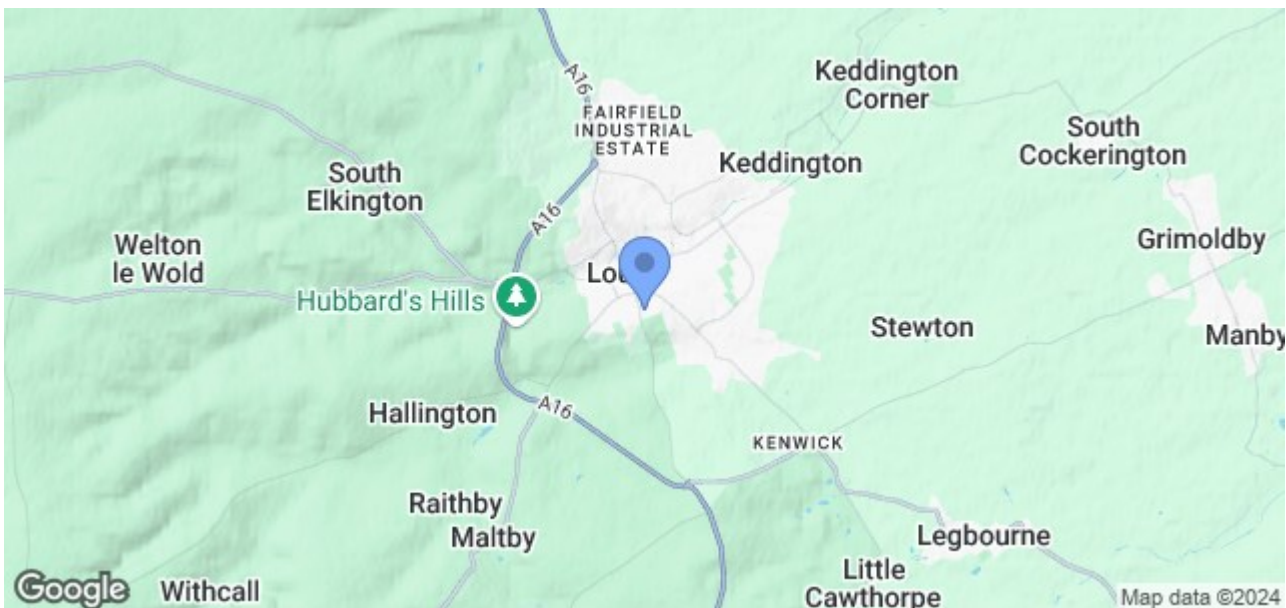 A16
FAIRFIELD
INDUSTRIAL
ESTATE
Keddington
Corner
South
Cockerington
Keddington
South
Elkington
A16
Welton
le Wold
Grimoldby
Lou
Hubbard's Hills
Stewton
Manby
Hallington
A16
KENWICK
Raithby
Maltby
Legbourne
Little
Cawthorpe
Withcall
Google
Map data ©2024